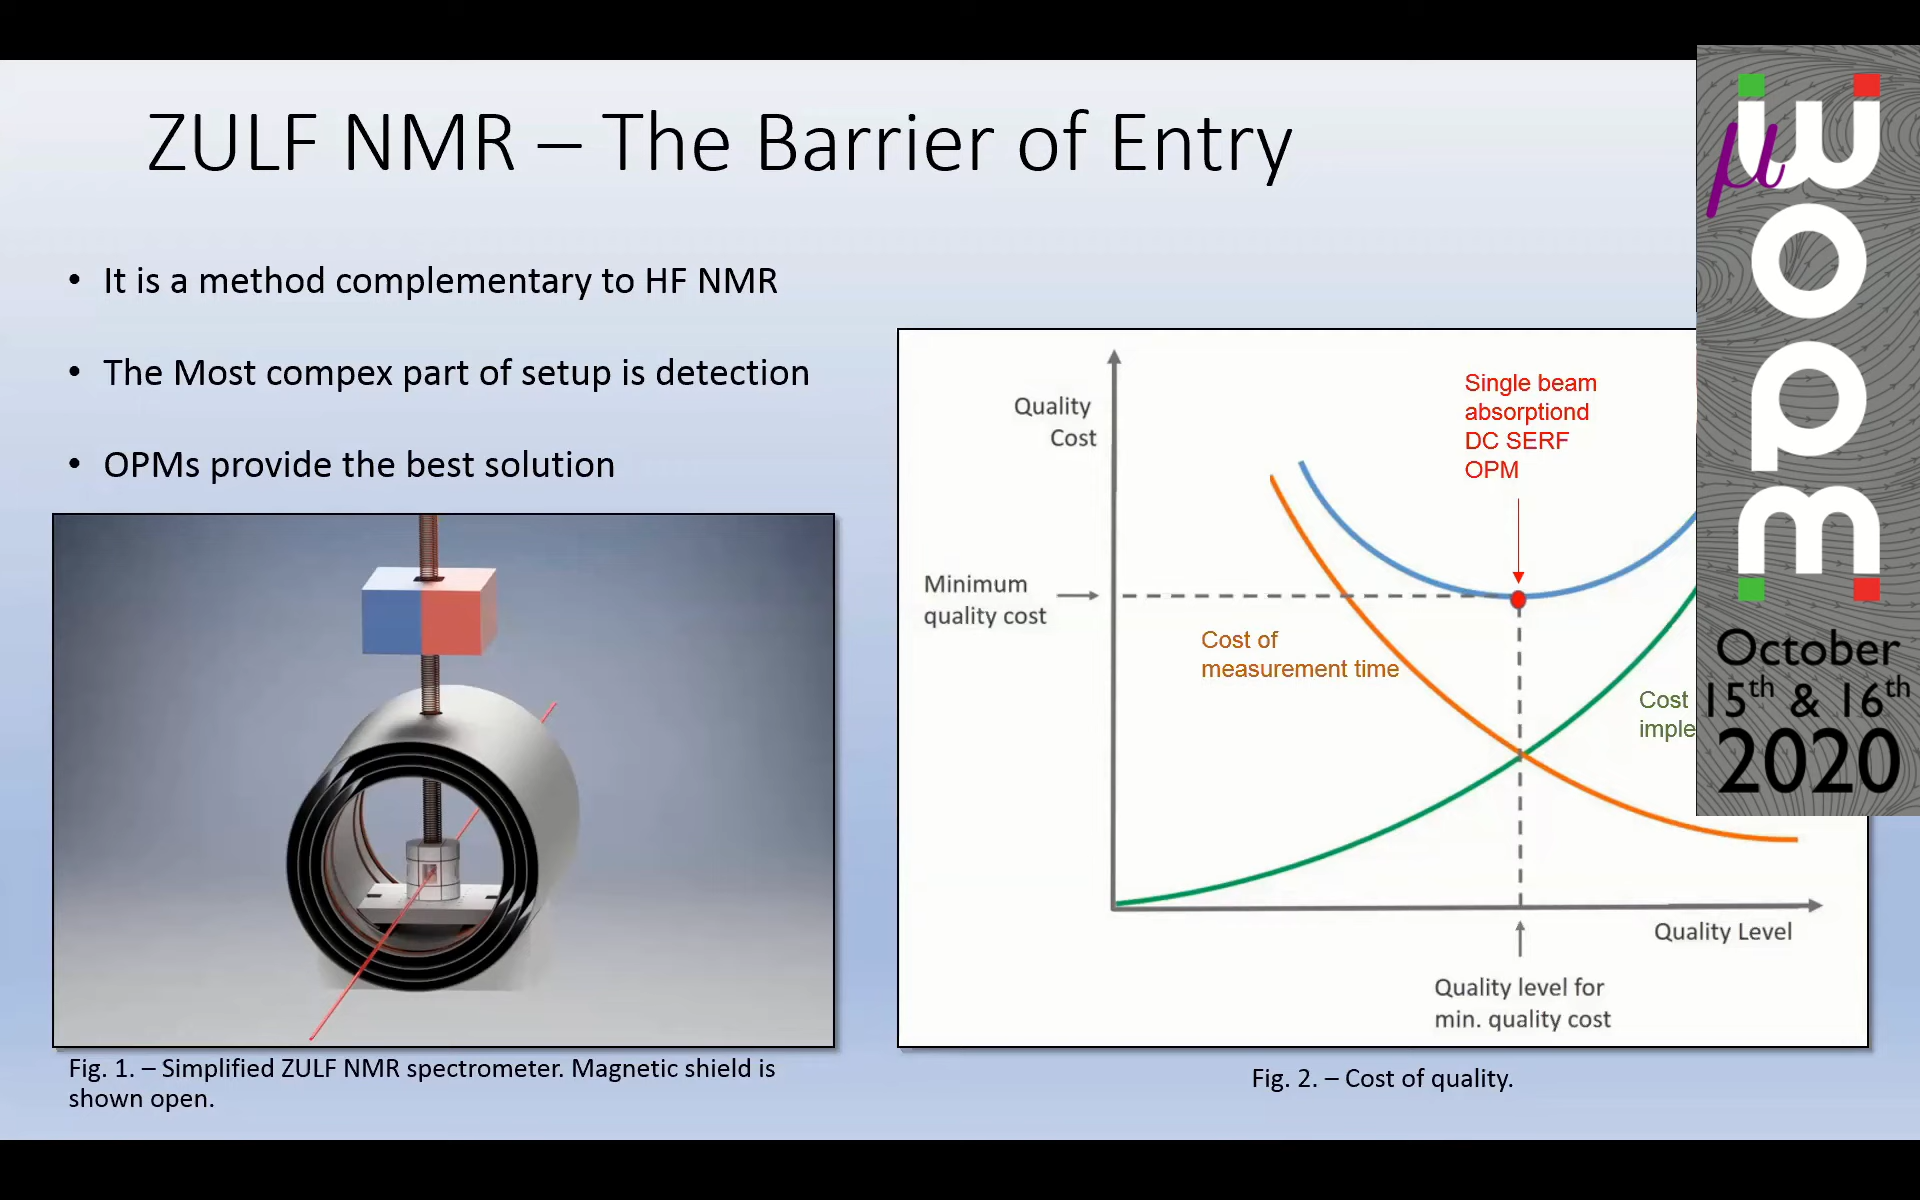 ZULF NMR – The Barrier of Entry
• It is a method complementary to HF NMR
• The Most compex part of setup is detection
• OPMs provide the best solution
Fig. 1. – Simplified ZULF NMR spectrometer. Magnetic shield is
shown open.
Quality
Cost
Single beam
absorptiond
DC SERF
OPM
Minimum
quality cost
Cost of
measurement time
Cost
Quality Level
Quality level for
min. quality cost
Fig. 2. – Cost of quality.
μ
wopm
October
15th & 16th
2020